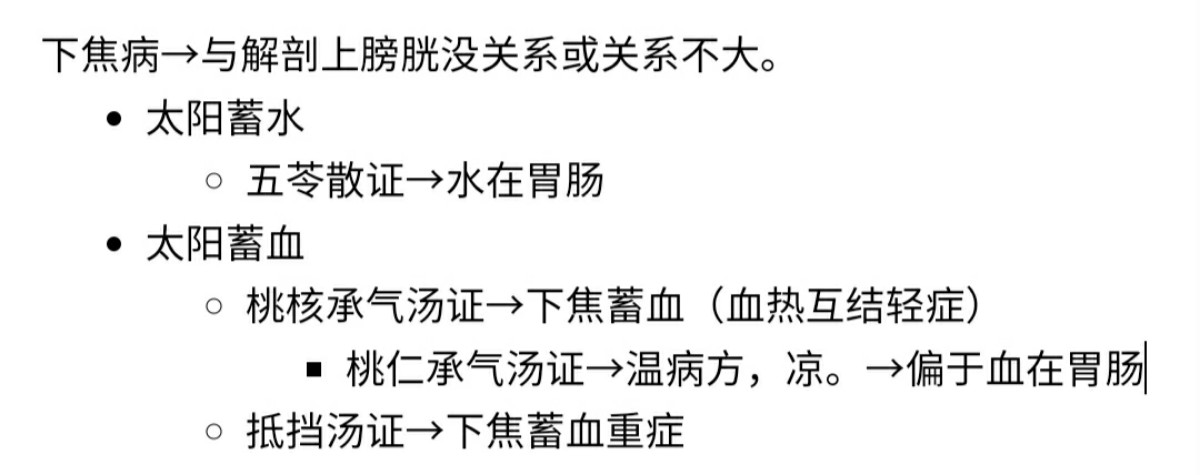 下焦病→与解剖上膀胱没关系或关系不大。
• 太阳蓄水
○ 五苓散证→水在胃肠
• 太阳蓄血
○ 桃核承气汤证→下焦蓄血（血热互结轻症）
■ 桃仁承气汤证→温病方，凉。→偏于血在胃肠
○ 抵挡汤证→下焦蓄血重症